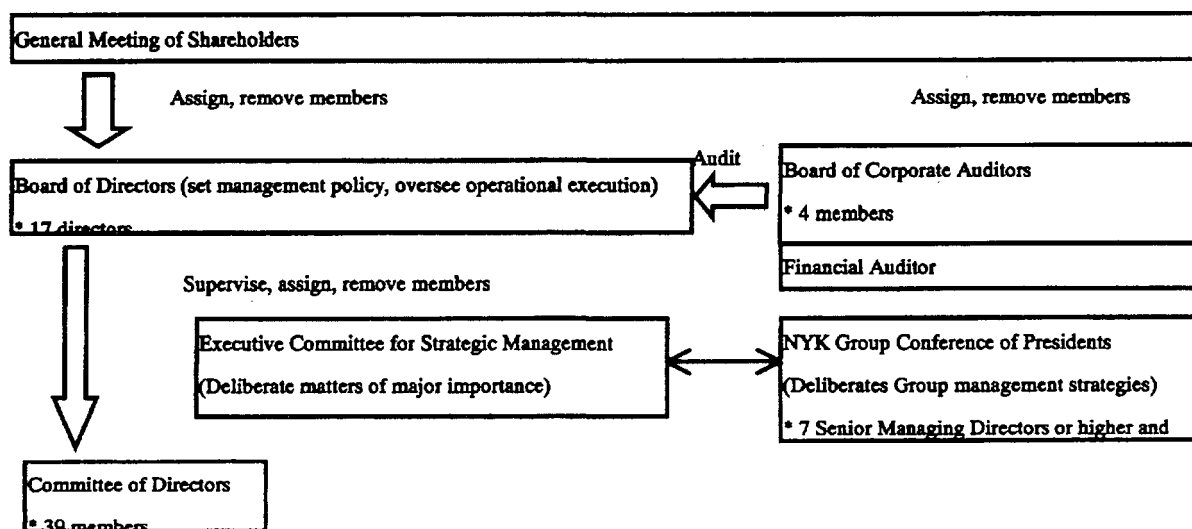 General Meeting of Shareholders
Assign, remove members
Assign, remove members
Audit
Board of Directors (set management policy, oversee operational execution)
* 17 directors
Board of Corporate Auditors
* 4 members
Financial Auditor
Supervise, assign, remove members
Executive Committee for Strategic Management
(Deliberate matters of major importance)
NYK Group Conference of Presidents
(Deliberates Group management strategies)
* 7 Senior Managing Directors or higher and
Committee of Directors
* 39 members